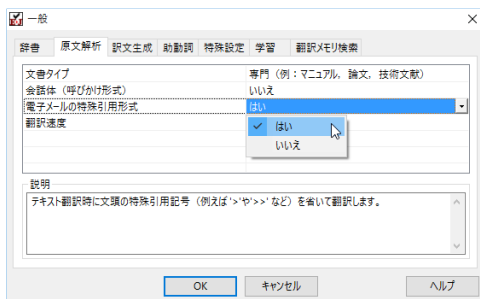 一般
辞書 原文解析 訳文生成 助動詞 特殊設定 学習 翻訳メモリ検索
文書タイプ 専門（例：マニュアル, 論文, 技術文献）
会話体（呼びかけ形式） いいえ
電子メールの特殊引用形式 はい
翻訳速度
はい
いいえ
説明
テキスト翻訳時に文頭の特殊引用記号（例えば'>'や'>>'など）を省いて翻訳します。
OK キャンセル ヘルプ